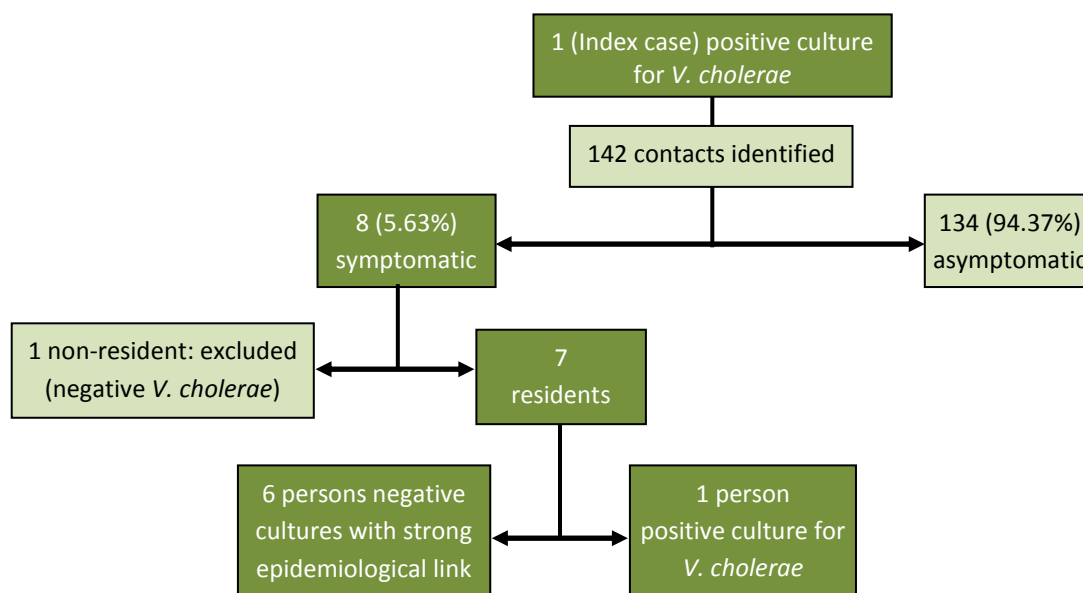 1 (Index case) positive culture
for V. cholerae
142 contacts identified
8 (5.63%)
symptomatic
134 (94.37%)
asymptomatic
1 non-resident: excluded
(negative V. cholerae)
7
residents
6 persons negative
cultures with strong
epidemiological link
1 person
positive culture for
V. cholerae